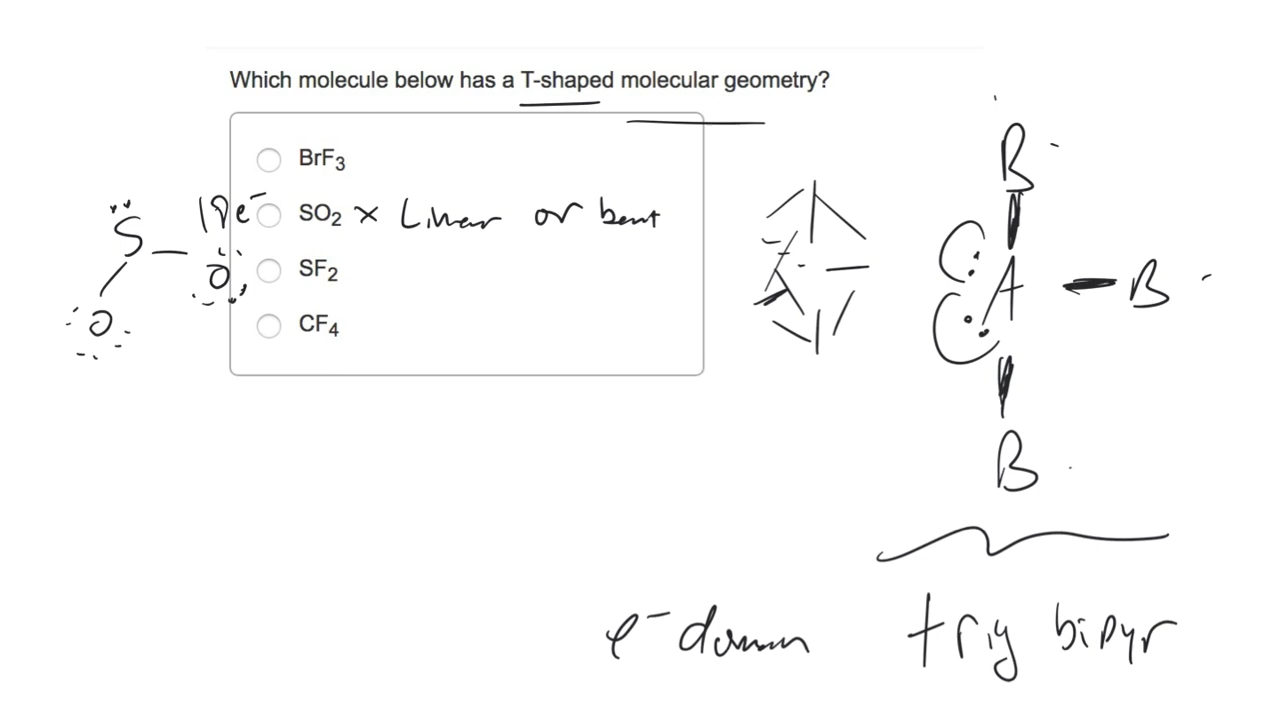 Which molecule below has a T-shaped molecular geometry?
BrF3
18e⁻ SO2 × Linear or bent
SF2
CF4
S
O
O
B
A B
B
e⁻ domain trig bipyr